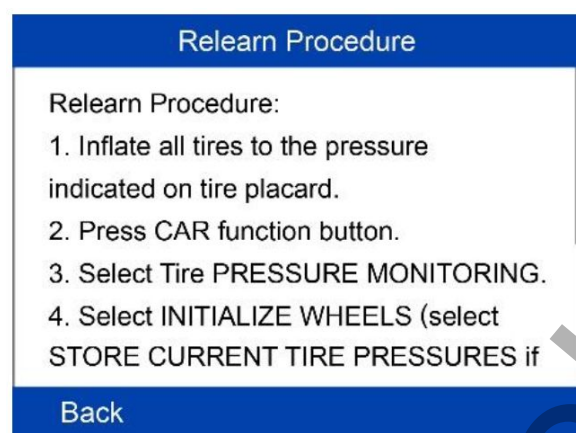 Relearn Procedure
Relearn Procedure:
1. Inflate all tires to the pressure
indicated on tire placard.
2. Press CAR function button.
3. Select Tire PRESSURE MONITORING.
4. Select INITIALIZE WHEELS (select
STORE CURRENT TIRE PRESSURES if
Back